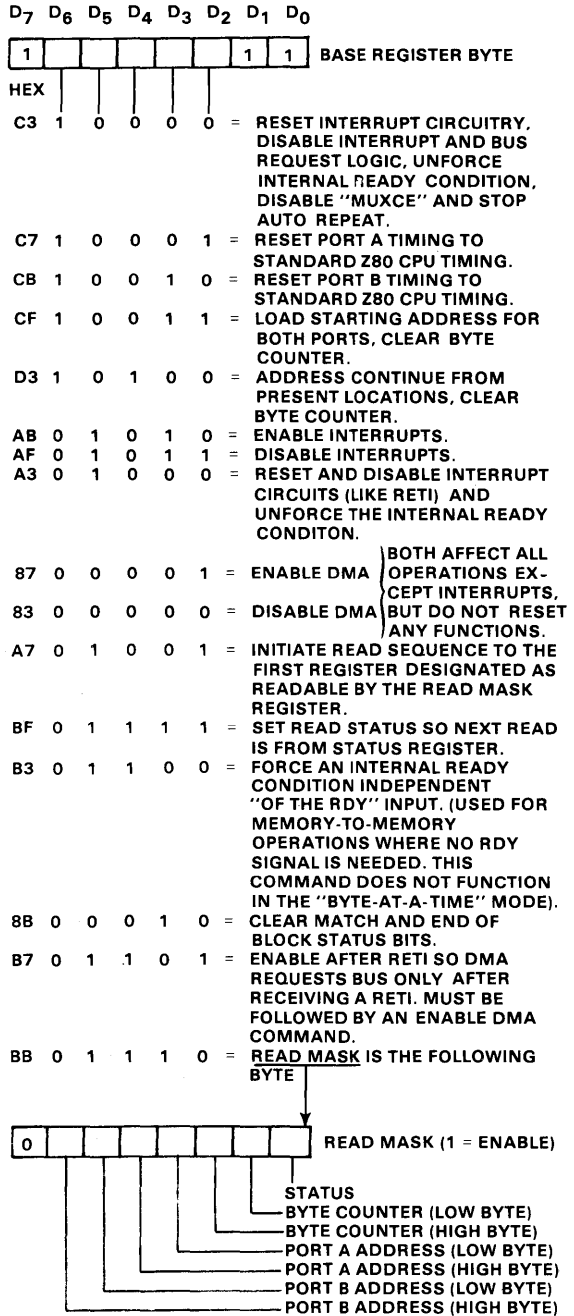 D7 D6 D5 D4 D3 D2 D1 D0
1 1 1 BASE REGISTER BYTE
HEX
C3 1 0 0 0 0 = RESET INTERRUPT CIRCUITRY,
DISABLE INTERRUPT AND BUS
REQUEST LOGIC, UNFORCE
INTERNAL READY CONDITION,
DISABLE "MUXCE" AND STOP
AUTO REPEAT.
C7 1 0 0 0 1 = RESET PORT A TIMING TO
STANDARD Z80 CPU TIMING.
CB 1 0 0 1 0 = RESET PORT B TIMING TO
STANDARD Z80 CPU TIMING.
CF 1 0 0 1 1 = LOAD STARTING ADDRESS FOR
BOTH PORTS, CLEAR BYTE
COUNTER.
D3 1 0 1 0 0 = ADDRESS CONTINUE FROM
PRESENT LOCATIONS, CLEAR
BYTE COUNTER.
AB 0 1 0 1 0 = ENABLE INTERRUPTS.
AF 0 1 0 1 1 = DISABLE INTERRUPTS.
A3 0 1 0 0 0 = RESET AND DISABLE INTERRUPT
CIRCUITS (LIKE RETI) AND
UNFORCE THE INTERNAL READY
CONDITON.
BOTH AFFECT ALL
87 0 0 0 0 1 = ENABLE DMA OPERATIONS EX-
CEPT INTERRUPTS,
83 0 0 0 0 0 = DISABLE DMA BUT DO NOT RESET
ANY FUNCTIONS.
A7 0 1 0 0 1 = INITIATE READ SEQUENCE TO THE
FIRST REGISTER DESIGNATED AS
READABLE BY THE READ MASK
REGISTER.
BF 0 1 1 1 1 = SET READ STATUS SO NEXT READ
IS FROM STATUS REGISTER.
B3 0 1 1 0 0 = FORCE AN INTERNAL READY
CONDITION INDEPENDENT
"OF THE RDY" INPUT. (USED FOR
MEMORY-TO-MEMORY
OPERATIONS WHERE NO RDY
SIGNAL IS NEEDED. THIS
COMMAND DOES NOT FUNCTION
IN THE "BYTE-AT-A-TIME" MODE).
8B 0 0 0 1 0 = CLEAR MATCH AND END OF
BLOCK STATUS BITS.
B7 0 1 1 0 1 = ENABLE AFTER RETI SO DMA
REQUESTS BUS ONLY AFTER
RECEIVING A RETI. MUST BE
FOLLOWED BY AN ENABLE DMA
COMMAND.
BB 0 1 1 1 0 = READ MASK IS THE FOLLOWING
BYTE
0 READ MASK (1 = ENABLE)
STATUS
BYTE COUNTER (LOW BYTE)
BYTE COUNTER (HIGH BYTE)
PORT A ADDRESS (LOW BYTE)
PORT A ADDRESS (HIGH BYTE)
PORT B ADDRESS (LOW BYTE)
PORT B ADDRESS (HIGH BYTE)